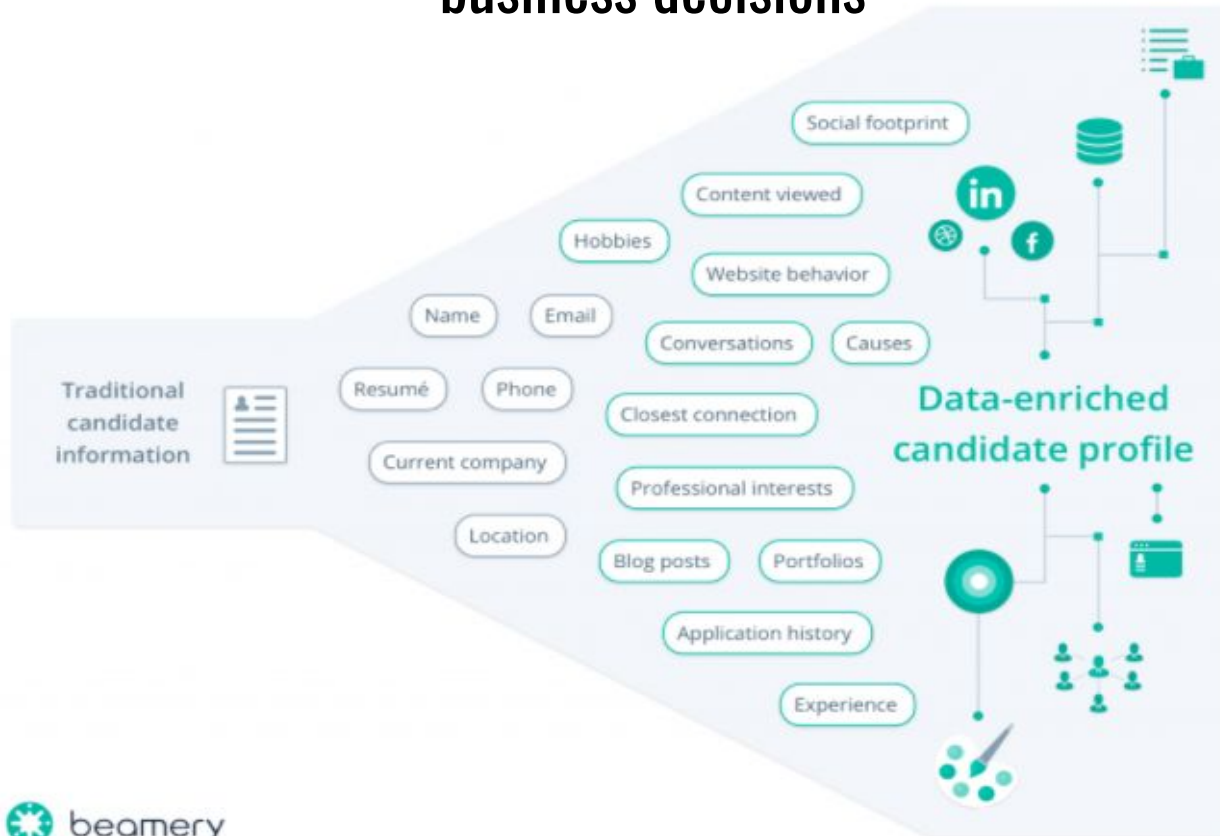 business decisions
Social footprint
Content viewed
Hobbies
Website behavior
Name
Email
Conversations
Causes
Traditional
candidate
information
Resumé
Phone
Closest connection
Data-enriched
candidate profile
Current company
Professional interests
Location
Blog posts
Portfolios
Application history
Experience
in
f
beamery